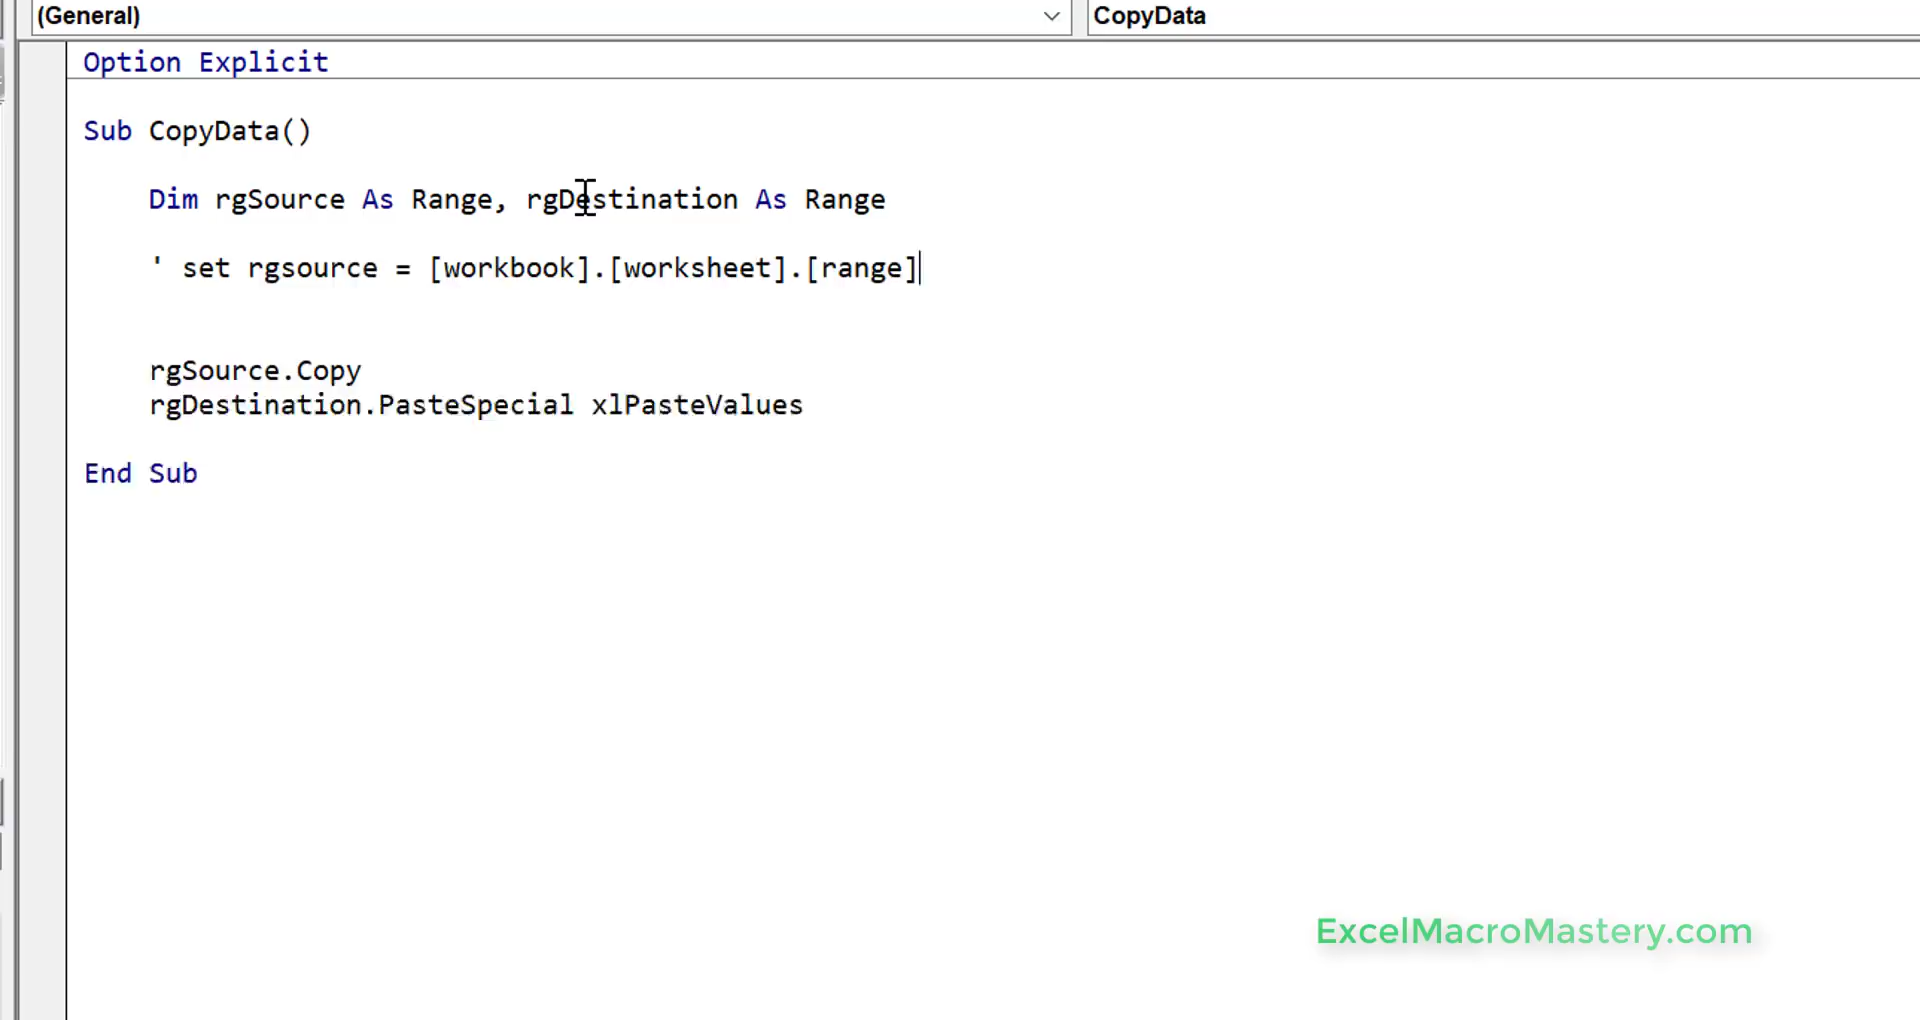 (General) CopyData
Option Explicit
Sub CopyData()
Dim rgSource As Range, rgDestination As Range
' set rgsource = [workbook].[worksheet].[range]
rgSource.Copy
rgDestination.PasteSpecial xlPasteValues
End Sub
ExcelMacroMastery.com